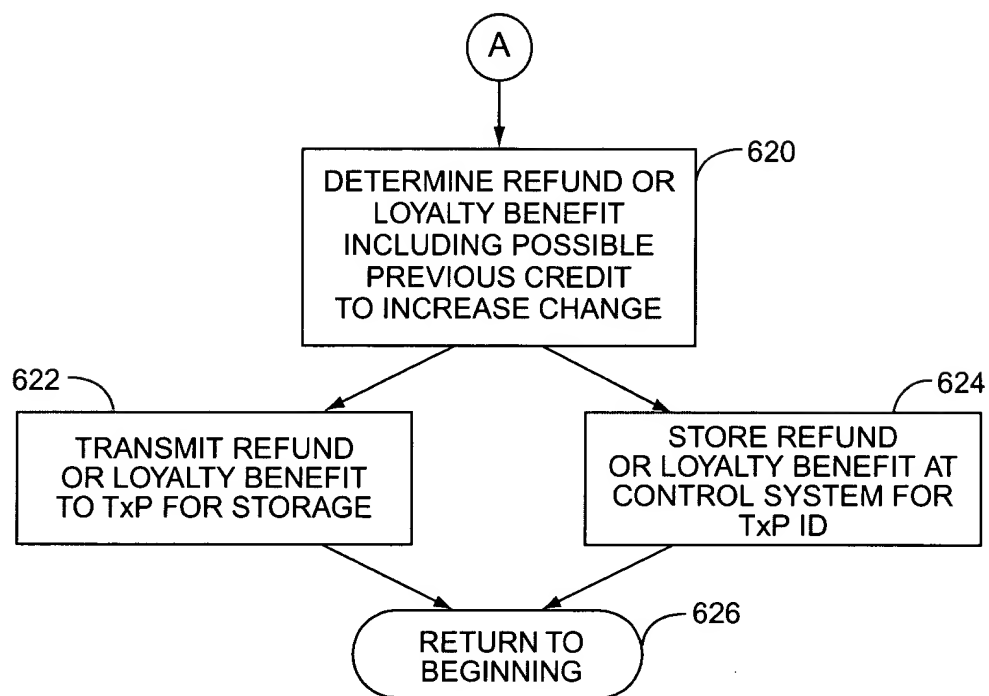 A
620
DETERMINE REFUND OR
LOYALTY BENEFIT
INCLUDING POSSIBLE
PREVIOUS CREDIT
TO INCREASE CHANGE
622
TRANSMIT REFUND
OR LOYALTY BENEFIT
TO TxP FOR STORAGE
624
STORE REFUND
OR LOYALTY BENEFIT AT
CONTROL SYSTEM FOR
TxP ID
626
RETURN TO
BEGINNING